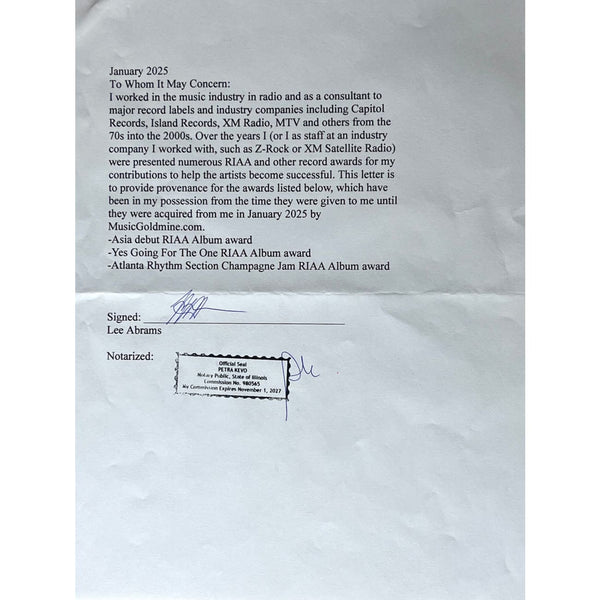 January 2025
To Whom It May Concern:
I worked in the music industry in radio and as a consultant to
major record labels and industry companies including Capitol
Records, Island Records, XM Radio, MTV and others from the
70s into the 2000s. Over the years I (or I as staff at an industry
company I worked with, such as Z-Rock or XM Satellite Radio)
were presented numerous RIAA and other record awards for my
contributions to help the artists become successful. This letter is
to provide provenance for the awards listed below, which have
been in my possession from the time they were given to me until
they were acquired from me in January 2025 by
MusicGoldmine.com.
-Asia debut RIAA Album award
-Yes Going For The One RIAA Album award
-Atlanta Rhythm Section Champagne Jam RIAA Album award
Signed:
Lee Abrams
Notarized:
Official Seal
PETRA KEVO
Notary Public, State of Illinois
Commission No. 980565
My Commission Expires November 1, 2027